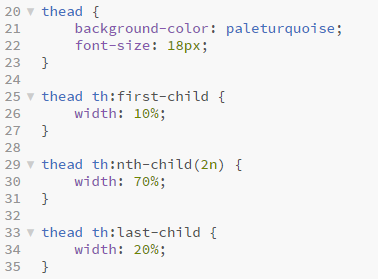 20 thead {
21     background-color: paleturquoise;
22     font-size: 18px;
23 }
24
25 thead th:first-child {
26     width: 10%;
27 }
28
29 thead th:nth-child(2n) {
30     width: 70%;
31 }
32
33 thead th:last-child {
34     width: 20%;
35 }